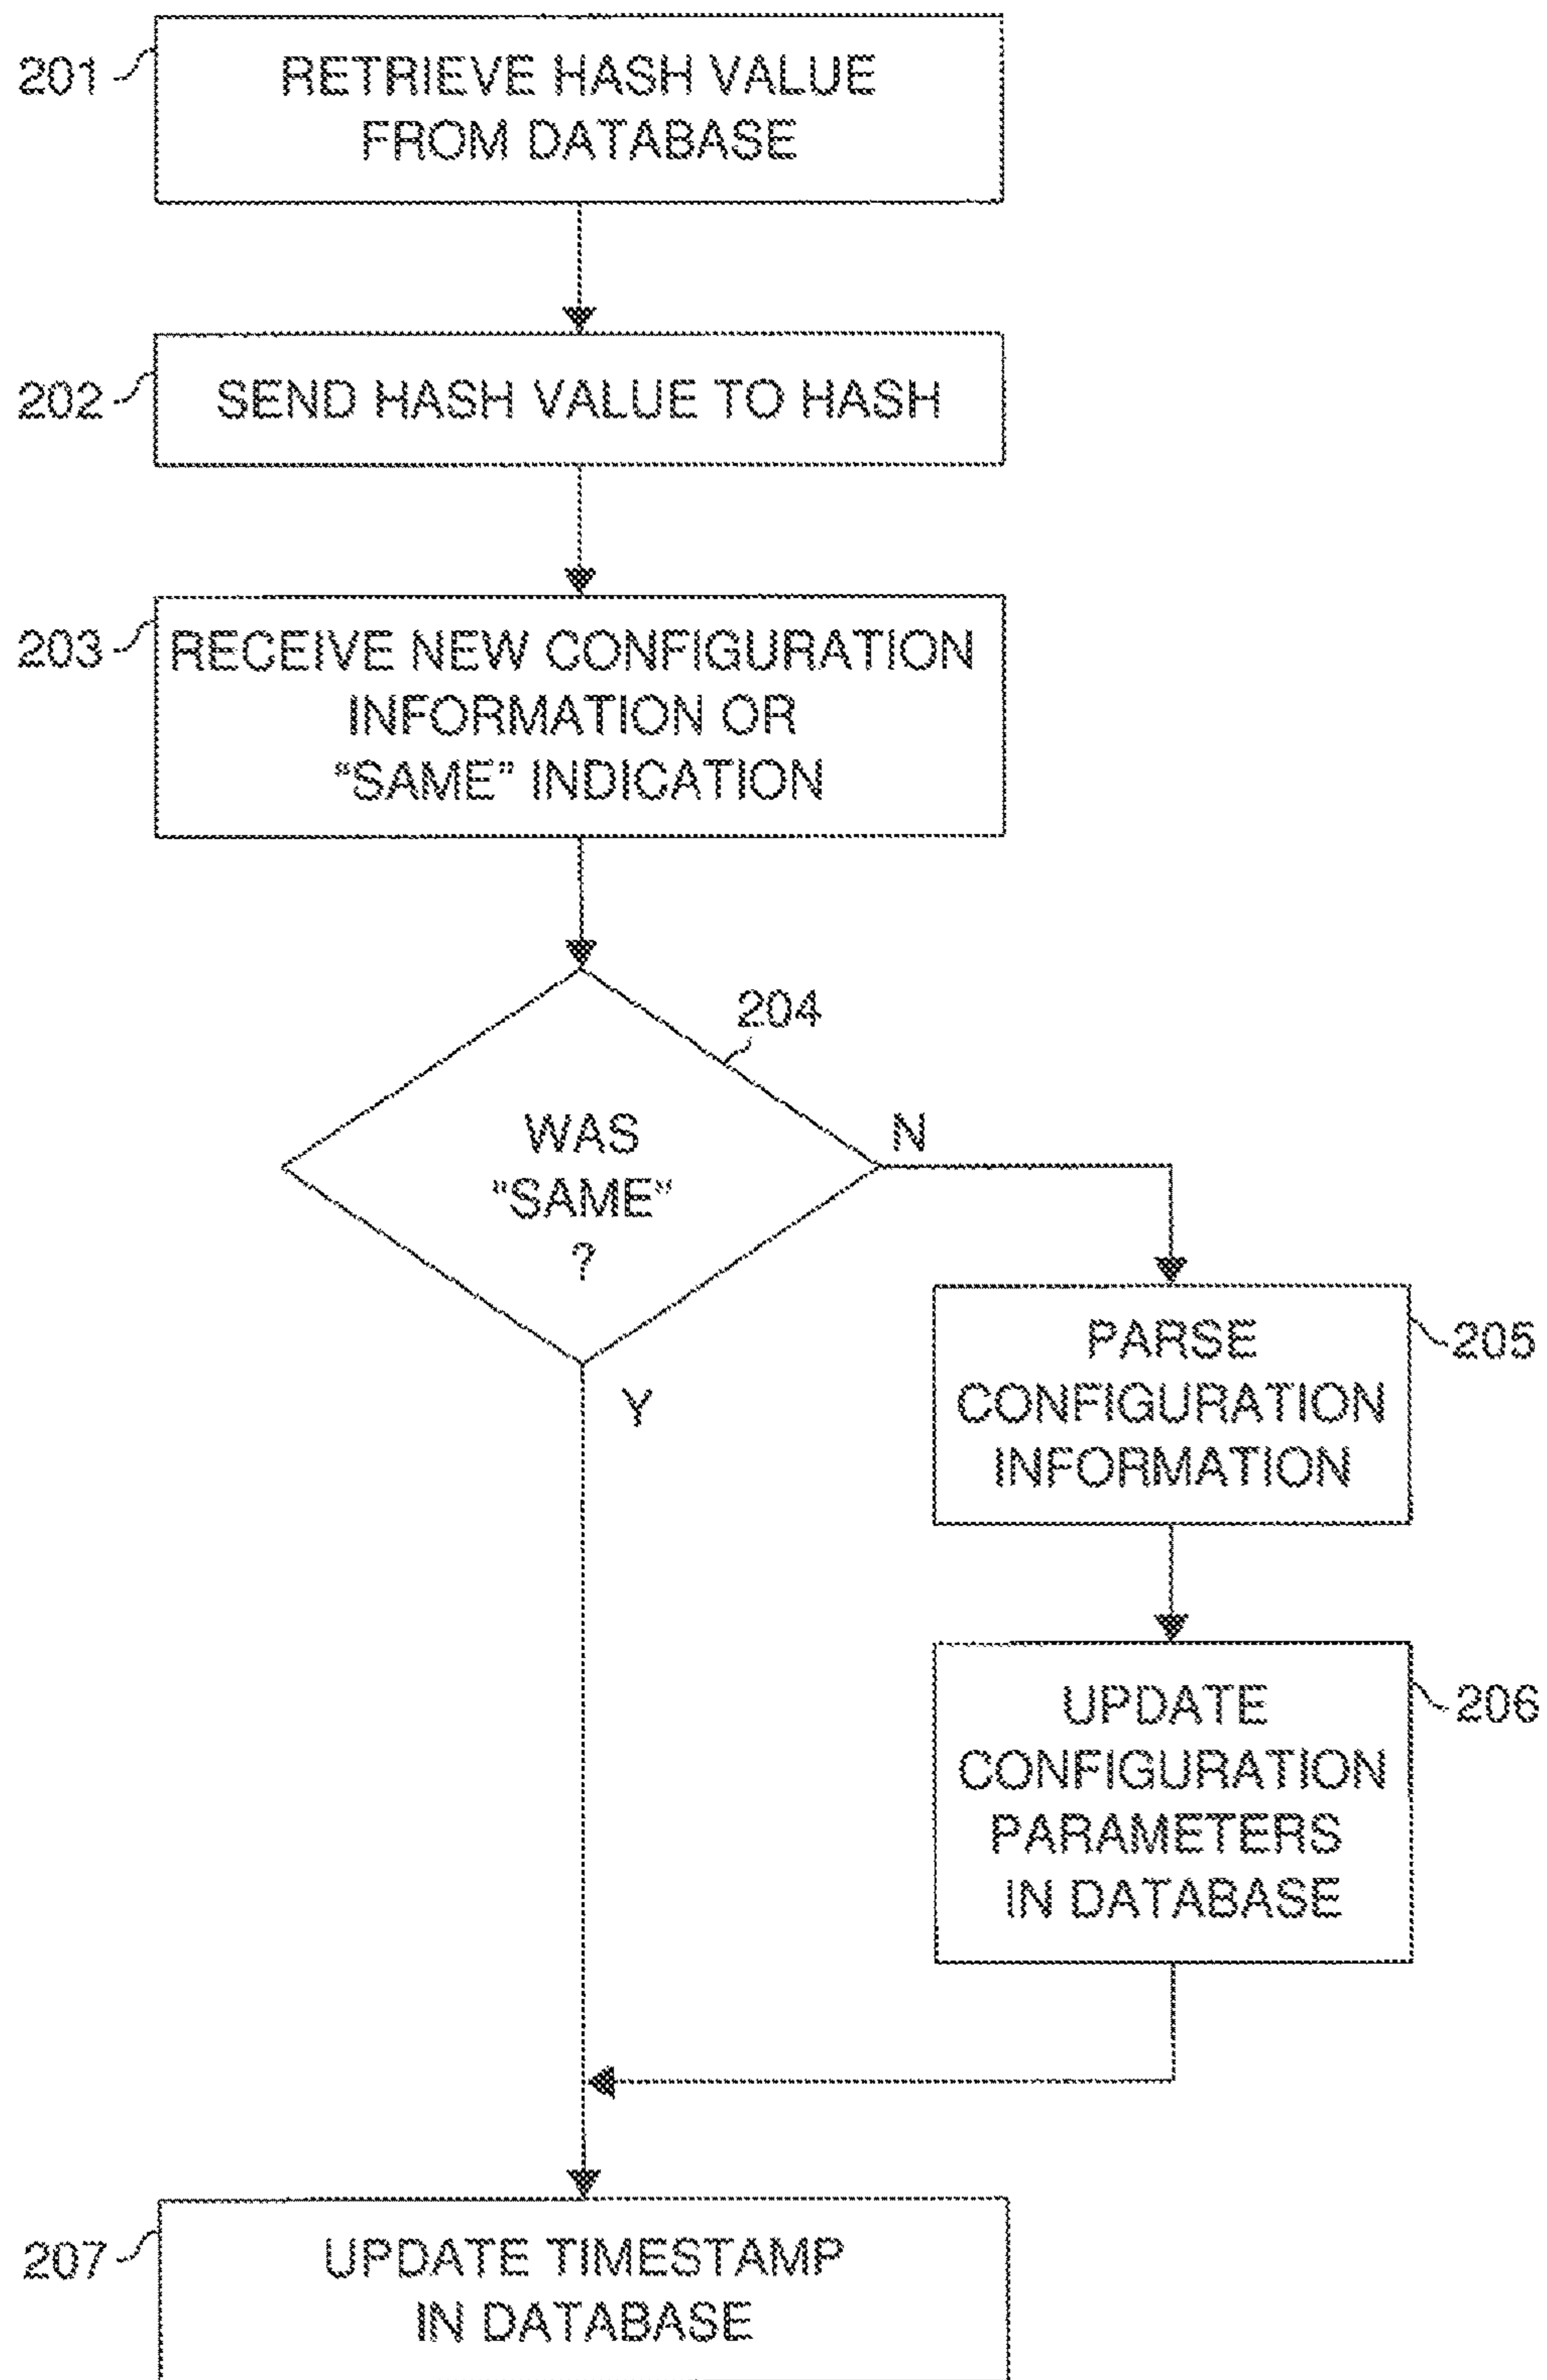 201
RETRIEVE HASH VALUE
FROM DATABASE
202
SEND HASH VALUE TO HASH
203
RECEIVE NEW CONFIGURATION
INFORMATION OR
“SAME” INDICATION
204
WAS
“SAME”
?
N
Y
205
PARSE
CONFIGURATION
INFORMATION
206
UPDATE
CONFIGURATION
PARAMETERS
IN DATABASE
207
UPDATE TIMESTAMP
IN DATABASE